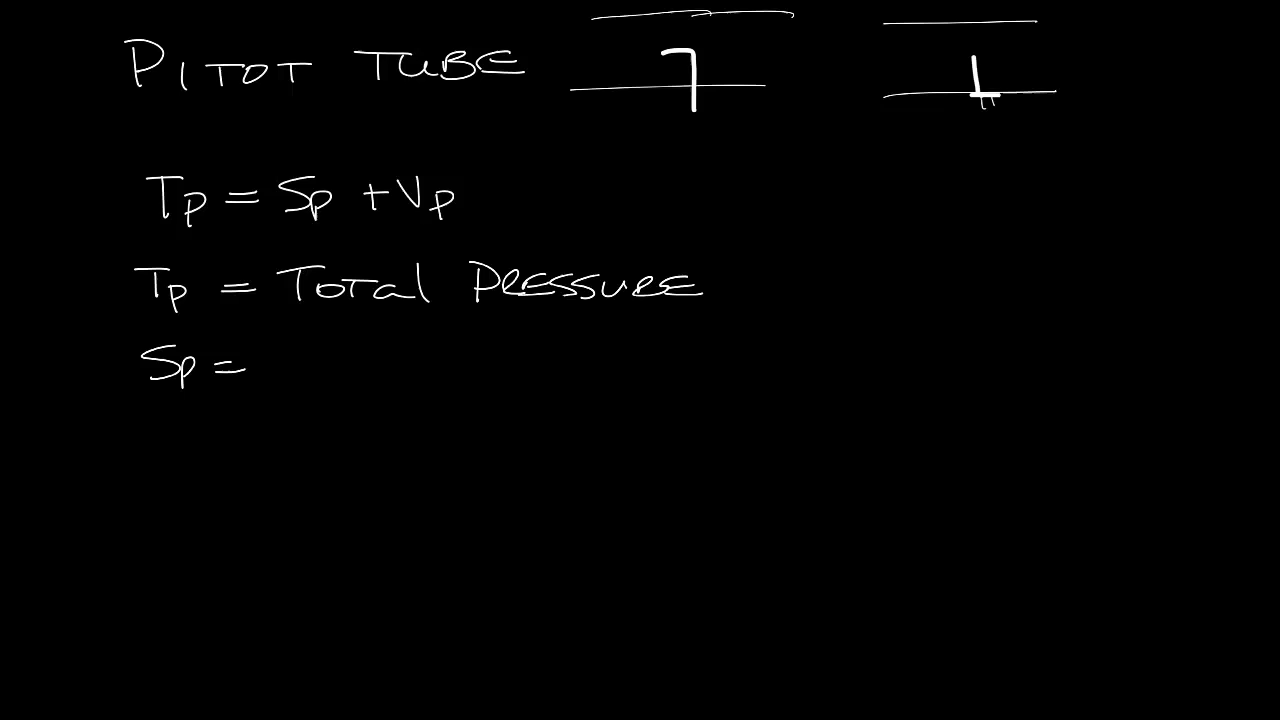 PITOT TUBE
Tp = Sp + Vp
Tp = Total PRESSURE
Sp =